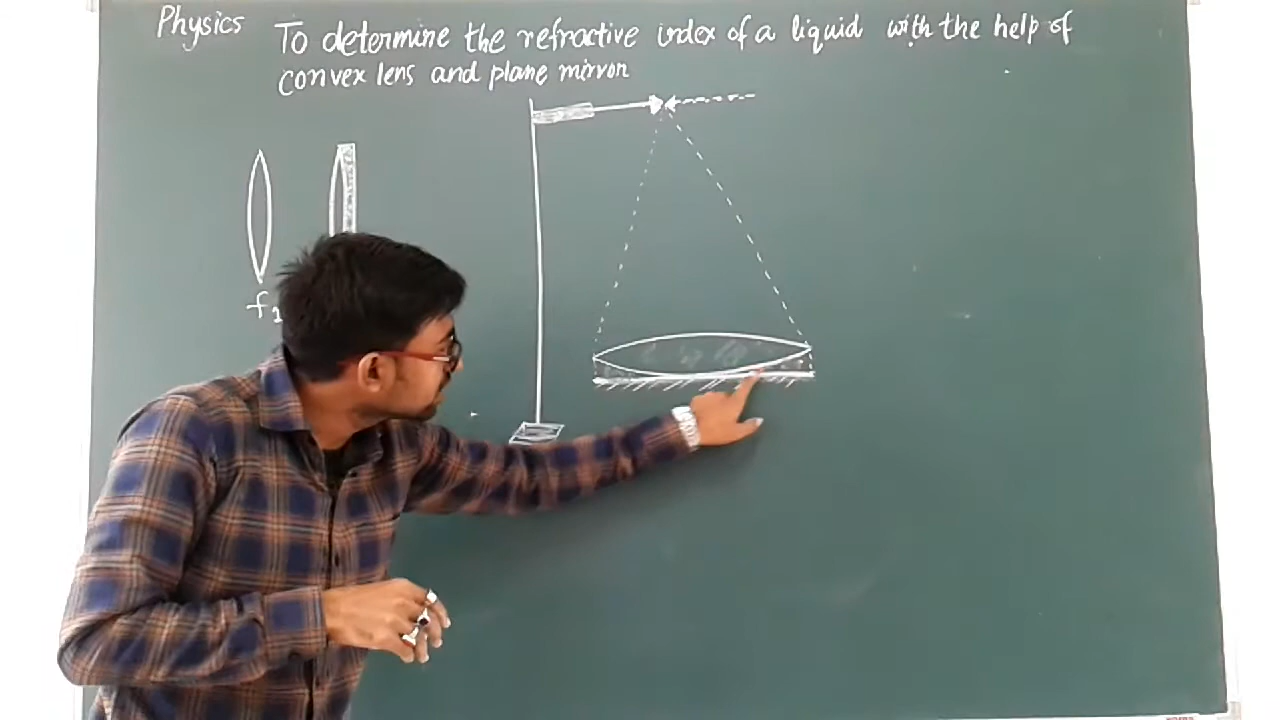 Physics To determine the refractive index of a liquid with the help of
convex lens and plane mirror
f1